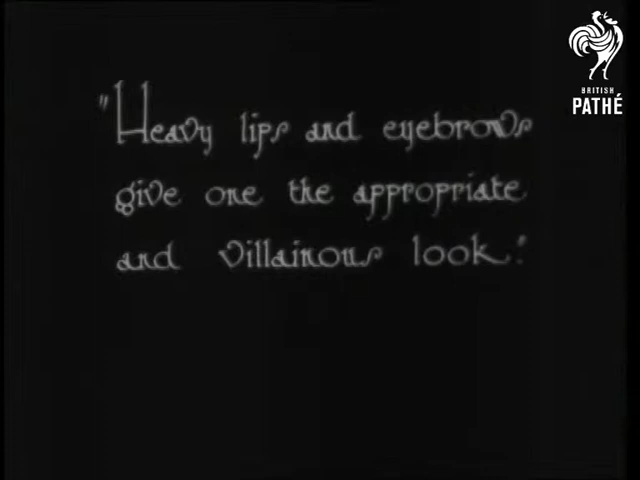 "Heavy lips and eyebrows
give one the appropriate
and villainous look."
BRITISH
PATHÉ